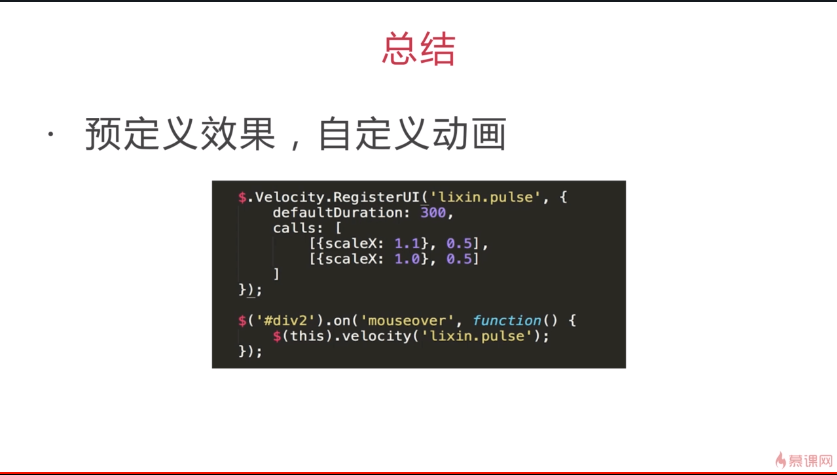 总结
· 预定义效果，自定义动画
$.Velocity.RegisterUI('lixin.pulse', {
    defaultDuration: 300,
    calls: [
        [{scaleX: 1.1}, 0.5],
        [{scaleX: 1.0}, 0.5]
    ]
});
$('#div2').on('mouseover', function() {
    $(this).velocity('lixin.pulse');
});
慕课网